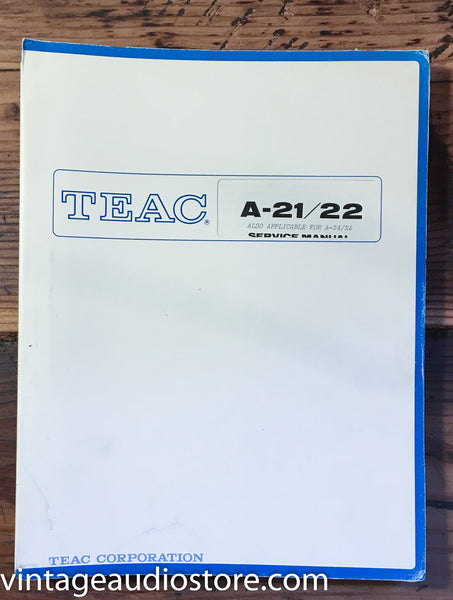 TEAC®
A-21/22
ALSO APPLICABLE FOR A-24/25
SERVICE MANUAL
TEAC CORPORATION
vintageaudiostore.com